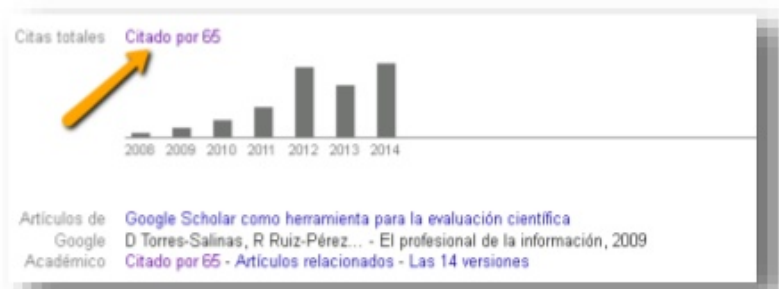 Citas totales Citado por 65
2008 2009 2010 2011 2012 2013 2014
Artículos de Google Scholar como herramienta para la evaluación científica
Google D Torres-Salinas, R Ruiz-Pérez... - El profesional de la información, 2009
Académico Citado por 65 - Artículos relacionados - Las 14 versiones